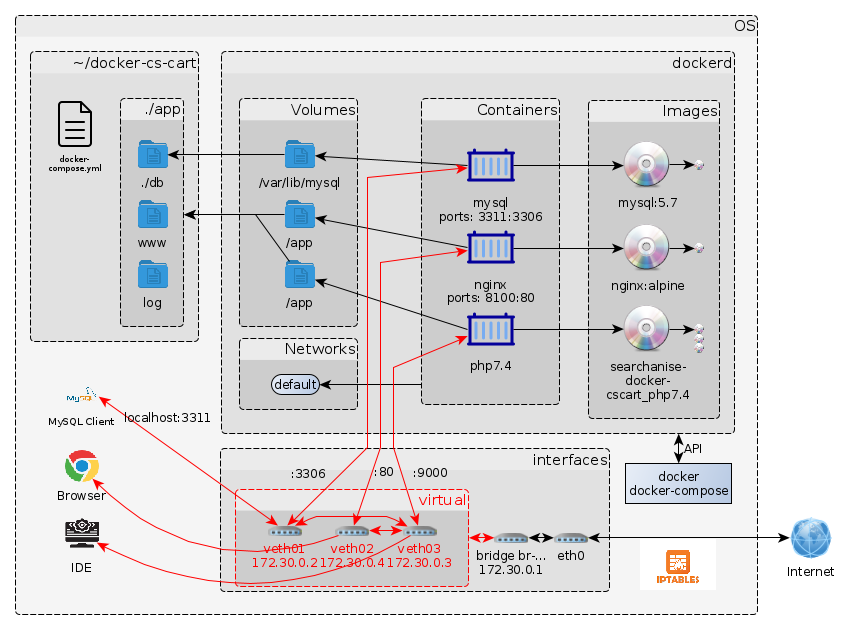 OS
~/docker-cs-cart
docker-
compose.yml
./app
./db
www
log
dockerd
Volumes
/var/lib/mysql
/app
/app
Networks
default
Containers
mysql
ports: 3311:3306
nginx
ports: 8100:80
php7.4
Images
mysql:5.7
nginx:alpine
searchanise-
docker-
cscart_php7.4
API
docker
docker-compose
MySQL
MySQL Client
localhost:3311
Browser
IDE
interfaces
:3306
:80
:9000
virtual
veth01
172.30.0.2
veth02
172.30.0.4
veth03
172.30.0.3
bridge br-...
172.30.0.1
eth0
IPTABLES
Internet